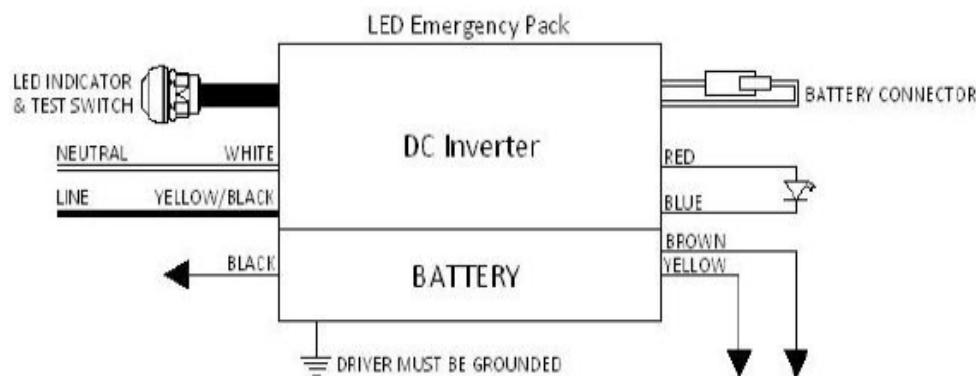 LED Emergency Pack
LED INDICATOR
& TEST SWITCH
BATTERY CONNECTOR
NEUTRAL WHITE
DC Inverter
RED
LINE YELLOW/BLACK
BLUE
BROWN
BLACK
BATTERY
YELLOW
DRIVER MUST BE GROUNDED